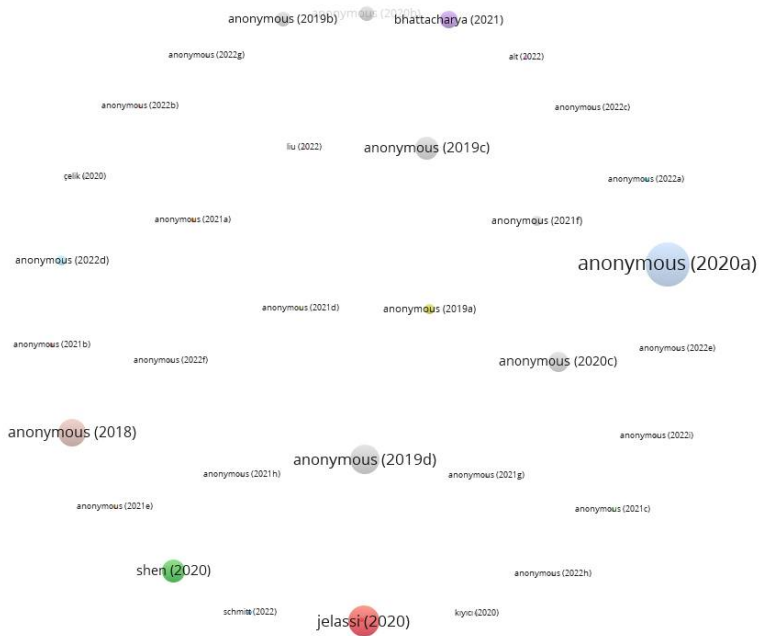 anonymous (2019b)
anonymous (2020b)
bhattacharya (2021)
anonymous (2022g)
alt (2022)
anonymous (2022b)
anonymous (2022c)
liu (2022)
anonymous (2019c)
çelik (2020)
anonymous (2022a)
anonymous (2021a)
anonymous (2021f)
anonymous (2022d)
anonymous (2020a)
anonymous (2021d)
anonymous (2019a)
anonymous (2021b)
anonymous (2022f)
anonymous (2020c)
anonymous (2022e)
anonymous (2018)
anonymous (2022i)
anonymous (2019d)
anonymous (2021h)
anonymous (2021g)
anonymous (2021e)
anonymous (2021c)
shen (2020)
anonymous (2022h)
schmitt (2022)
jelassi (2020)
kıyıcı (2020)